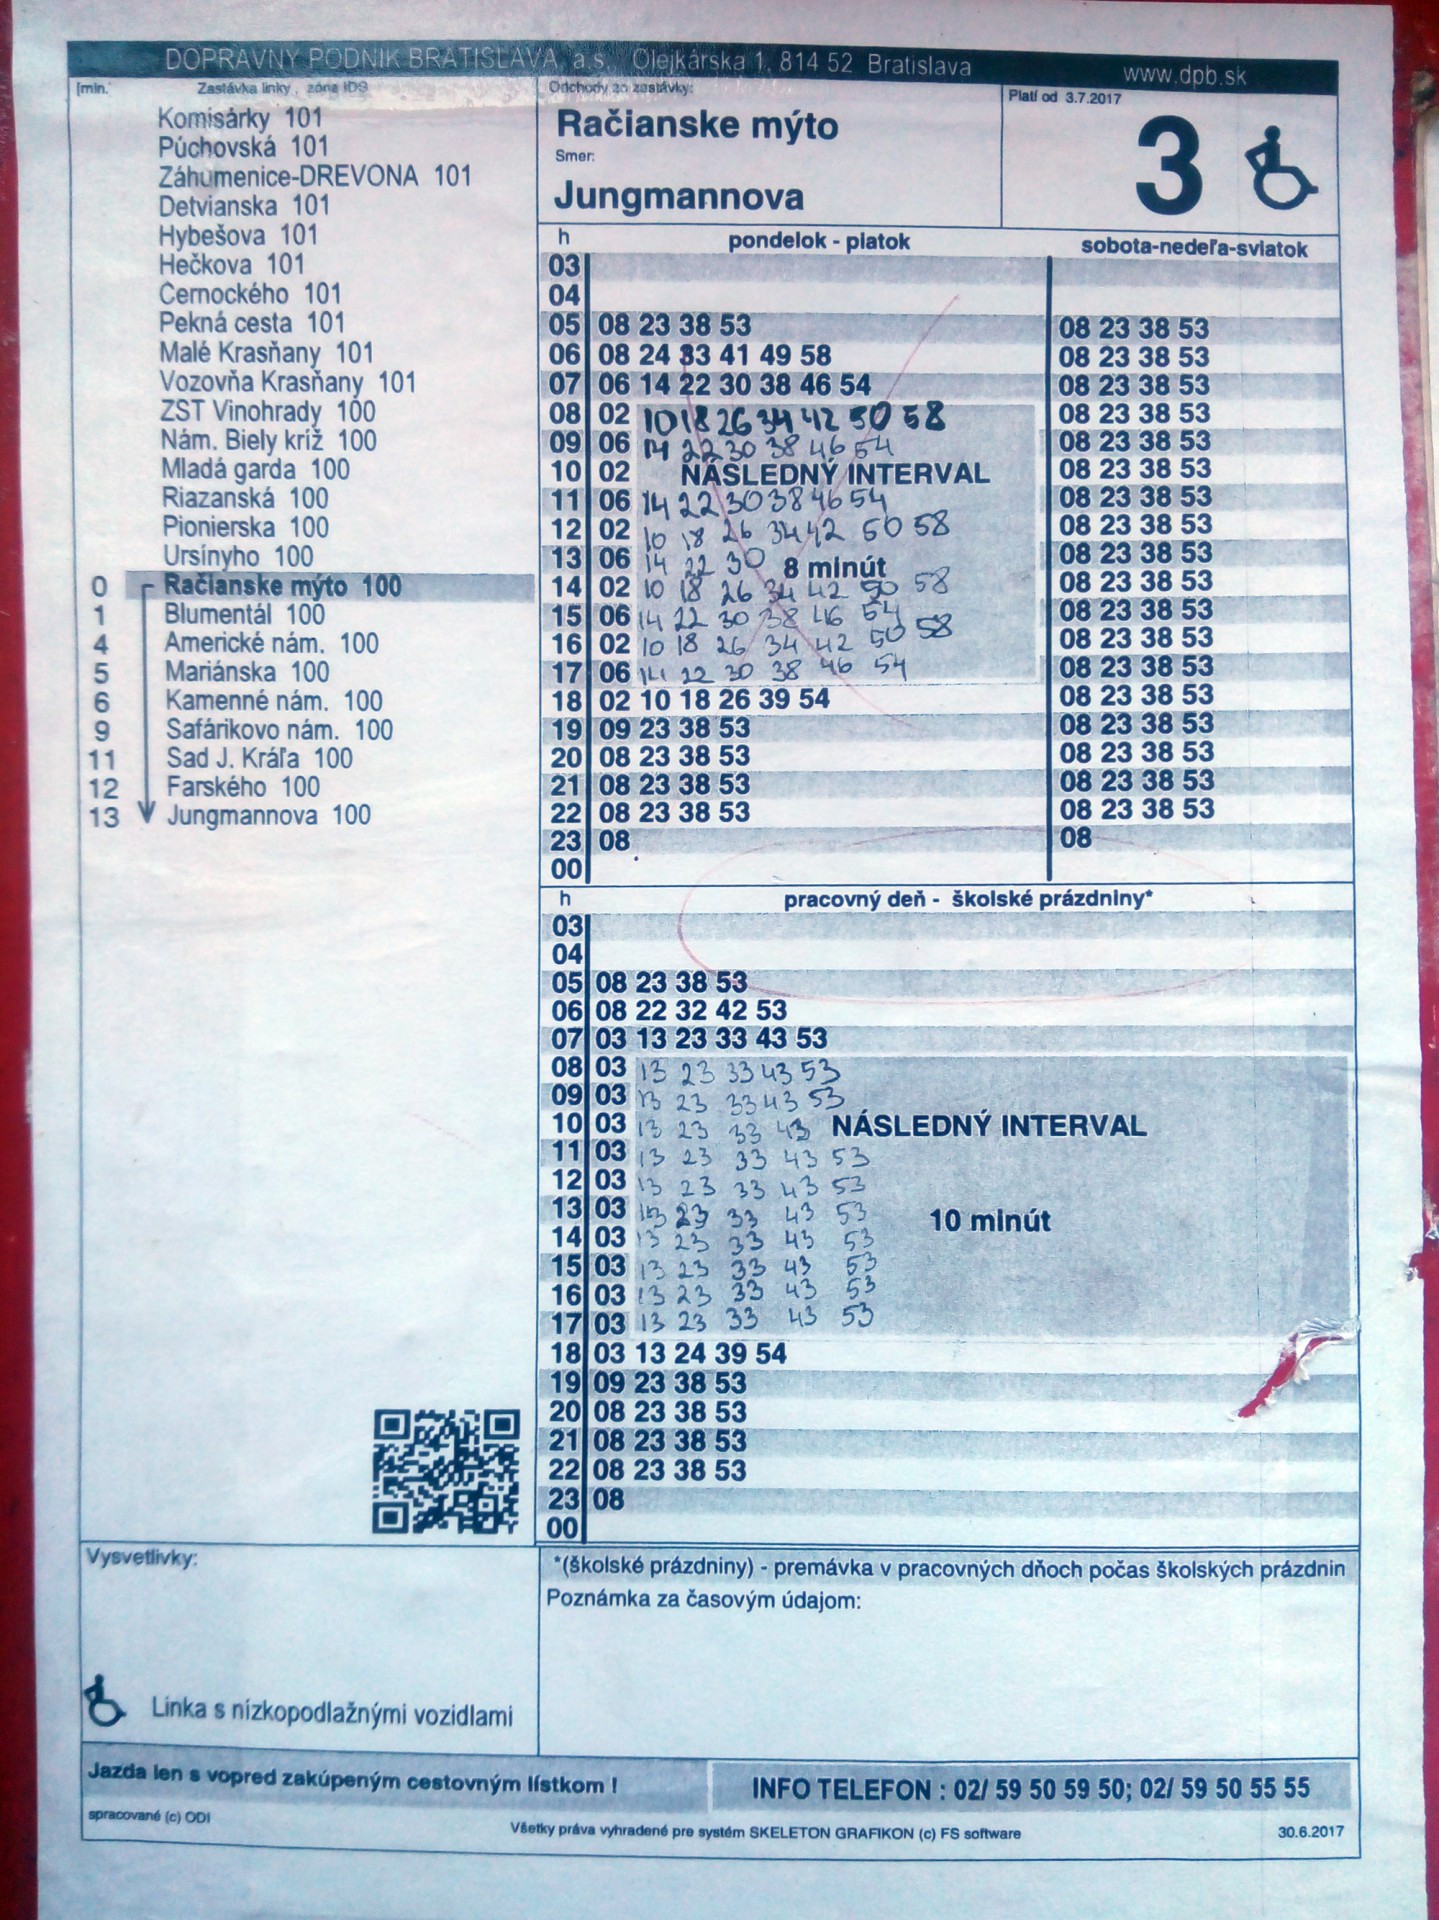 DOPRAVNÝ PODNIK BRATISLAVA, a.s., Olejkárska 1, 814 52 Bratislava www.dpb.sk
[min. Zastávka linky, zóna IDS
Komisárky 101
Púchovská 101
Záhumenice-DREVONA 101
Detvianska 101
Hybešova 101
Hečkova 101
Černockého 101
Pekná cesta 101
Malé Krasňany 101
Vozovňa Krasňany 101
ŽST Vinohrady 100
Nám. Biely kríž 100
Mladá garda 100
Riazanská 100
Pionierska 100
Ursínyho 100
0 Račianske mýto 100
1 Blumentál 100
4 Americké nám. 100
5 Mariánska 100
6 Kamenné nám. 100
9 Šafárikovo nám. 100
11 Sad J. Kráľa 100
12 Farského 100
13 Jungmannova 100
Odchody zo zastávky:
Račianske mýto
Smer:
Jungmannova
Platí od 3.7.2017
3
h pondelok - piatok sobota-nedeľa-sviatok
03
04
05 08 23 38 53 08 23 38 53
06 08 24 33 41 49 58 08 23 38 53
07 06 14 22 30 38 46 54 08 23 38 53
08 02 10 18 26 34 42 50 58 08 23 38 53
09 06 14 22 30 38 46 54 08 23 38 53
10 02 NÁSLEDNÝ INTERVAL 08 23 38 53
11 06 14 22 30 38 46 54 08 23 38 53
12 02 10 18 26 34 42 50 58 08 23 38 53
13 06 14 22 30 8 minút 08 23 38 53
14 02 10 18 26 34 42 50 58 08 23 38 53
15 06 14 22 30 38 46 54 08 23 38 53
16 02 10 18 26 34 42 50 58 08 23 38 53
17 06 14 22 30 38 46 54 08 23 38 53
18 02 10 18 26 39 54 08 23 38 53
19 09 23 38 53 08 23 38 53
20 08 23 38 53 08 23 38 53
21 08 23 38 53 08 23 38 53
22 08 23 38 53 08 23 38 53
23 08 08
00
h pracovný deň - školské prázdniny*
03
04
05 08 23 38 53
06 08 22 32 42 53
07 03 13 23 33 43 53
08 03 13 23 33 43 53
09 03 13 23 33 43 53
10 03 13 23 33 43 NÁSLEDNÝ INTERVAL
11 03 13 23 33 43 53
12 03 13 23 33 43 53
13 03 13 23 33 43 53 10 minút
14 03 13 23 33 43 53
15 03 13 23 33 43 53
16 03 13 23 33 43 53
17 03 13 23 33 43 53
18 03 13 24 39 54
19 09 23 38 53
20 08 23 38 53
21 08 23 38 53
22 08 23 38 53
23 08
00
Vysvetlivky:
Linka s nízkopodlažnými vozidlami
*(školské prázdniny) - premávka v pracovných dňoch počas školských prázdnin
Poznámka za časovým údajom:
Jazda len s vopred zakúpeným cestovným lístkom !
INFO TELEFON : 02/ 59 50 59 50; 02/ 59 50 55 55
spracované (c) ODI
Všetky práva vyhradené pre systém SKELETON GRAFIKON (c) FS software
30.6.2017